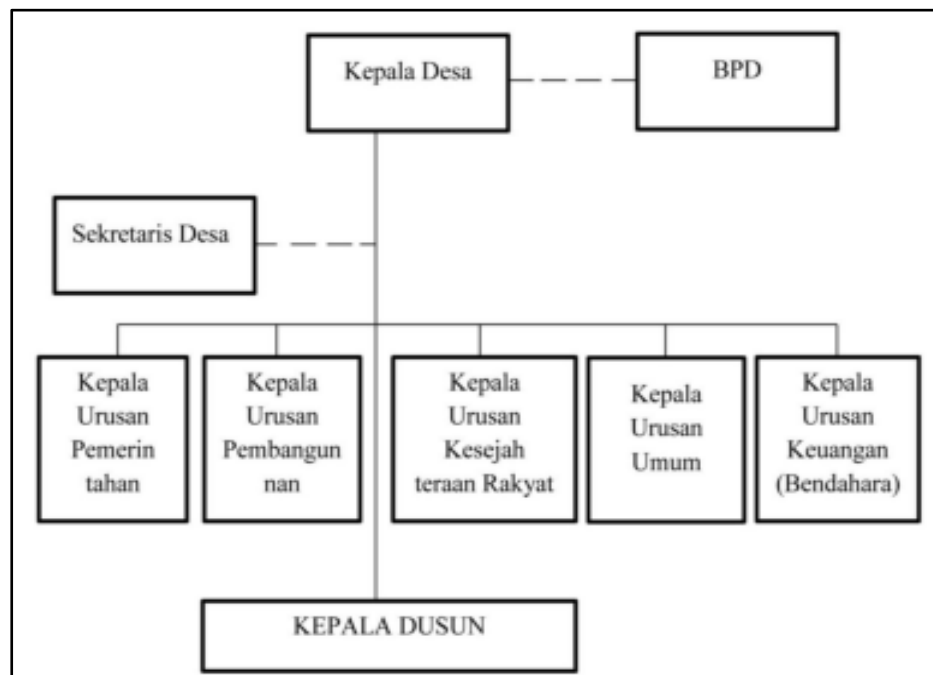 Kepala Desa
BPD
Sekretaris Desa
Kepala
Urusan
Pemerin
tahan
Kepala
Urusan
Pembangun
nan
Kepala
Urusan
Kesejah
teraan Rakyat
Kepala
Urusan
Umum
Kepala
Urusan
Keuangan
(Bendahara)
KEPALA DUSUN